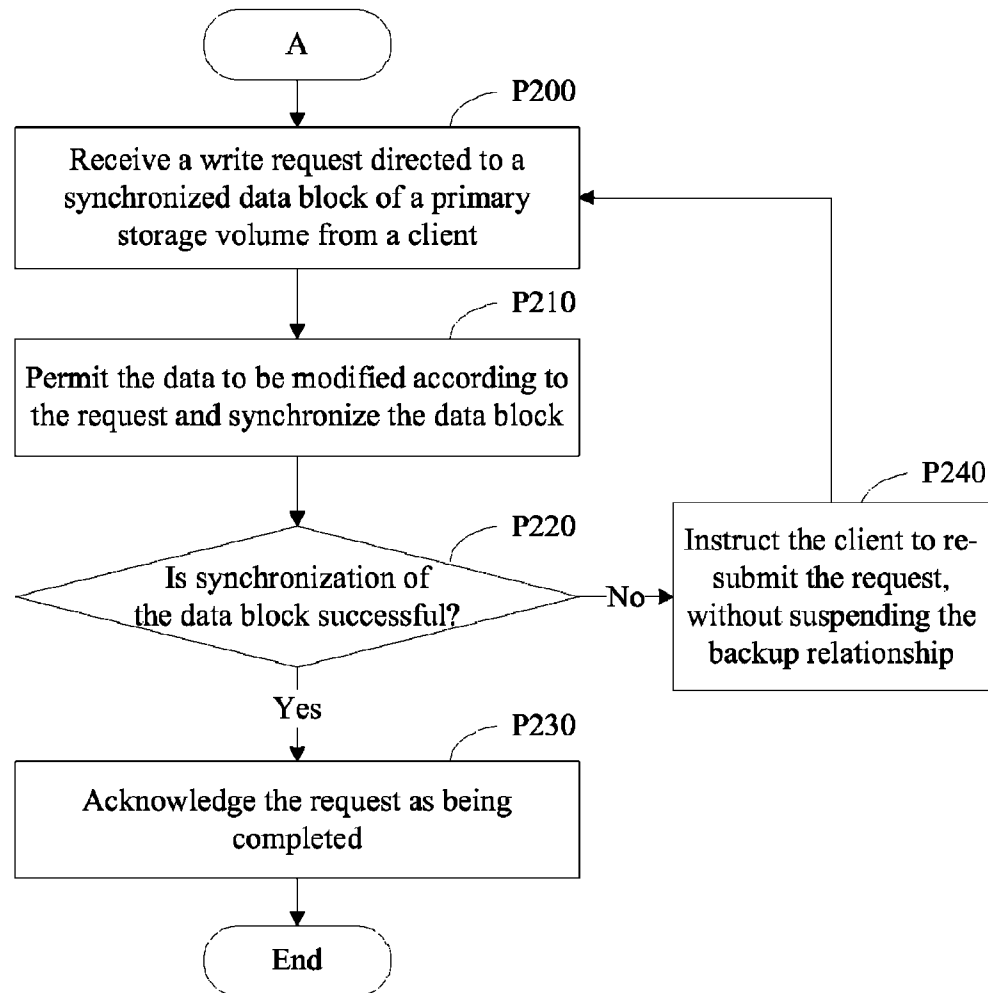 A
P200
Receive a write request directed to a
synchronized data block of a primary
storage volume from a client
P210
Permit the data to be modified according to
the request and synchronize the data block
P220
Is synchronization of
the data block successful?
No
P240
Instruct the client to re-
submit the request,
without suspending the
backup relationship
Yes
P230
Acknowledge the request as being
completed
End